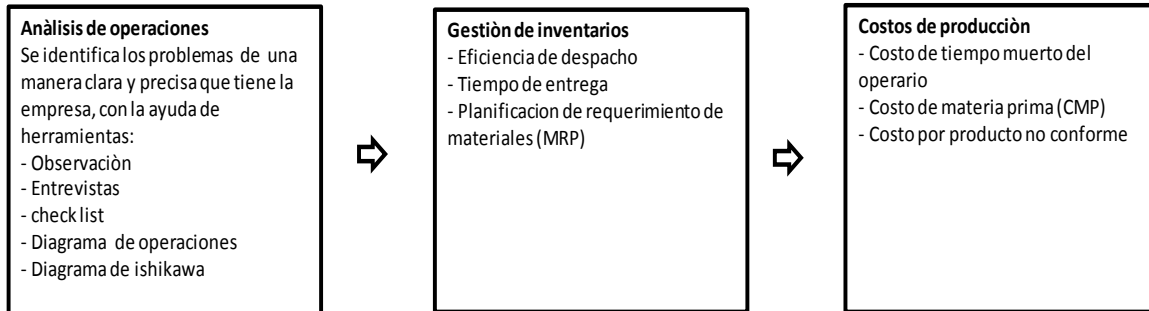 Anàlisis de operaciones
Se identifica los problemas de una
manera clara y precisa que tiene la
empresa, con la ayuda de
herramientas:
- Observaciòn
- Entrevistas
- check list
- Diagrama de operaciones
- Diagrama de ishikawa
Gestiòn de inventarios
- Eficiencia de despacho
- Tiempo de entrega
- Planificacion de requerimiento de
materiales (MRP)
Costos de producciòn
- Costo de tiempo muerto del
operario
- Costo de materia prima (CMP)
- Costo por producto no conforme